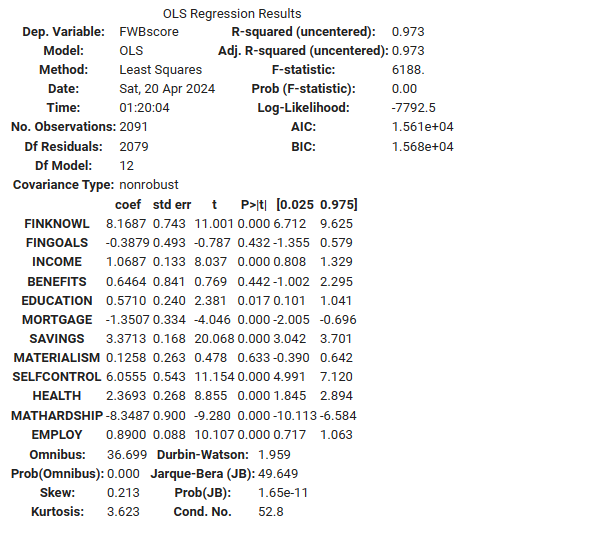 OLS Regression Results
Dep. Variable: FWBscore R-squared (uncentered): 0.973
Model: OLS Adj. R-squared (uncentered): 0.973
Method: Least Squares F-statistic: 6188.
Date: Sat, 20 Apr 2024 Prob (F-statistic): 0.00
Time: 01:20:04 Log-Likelihood: -7792.5
No. Observations: 2091 AIC: 1.561e+04
Df Residuals: 2079 BIC: 1.568e+04
Df Model: 12
Covariance Type: nonrobust
coef std err t P>|t| [0.025 0.975]
FINKNOWL 8.1687 0.743 11.001 0.000 6.712 9.625
FINGOALS -0.3879 0.493 -0.787 0.432 -1.355 0.579
INCOME 1.0687 0.133 8.037 0.000 0.808 1.329
BENEFITS 0.6464 0.841 0.769 0.442 -1.002 2.295
EDUCATION 0.5710 0.240 2.381 0.017 0.101 1.041
MORTGAGE -1.3507 0.334 -4.046 0.000 -2.005 -0.696
SAVINGS 3.3713 0.168 20.068 0.000 3.042 3.701
MATERIALISM 0.1258 0.263 0.478 0.633 -0.390 0.642
SELFCONTROL 6.0555 0.543 11.154 0.000 4.991 7.120
HEALTH 2.3693 0.268 8.855 0.000 1.845 2.894
MATHARDSHIP -8.3487 0.900 -9.280 0.000 -10.113 -6.584
EMPLOY 0.8900 0.088 10.107 0.000 0.717 1.063
Omnibus: 36.699 Durbin-Watson: 1.959
Prob(Omnibus): 0.000 Jarque-Bera (JB): 49.649
Skew: 0.213 Prob(JB): 1.65e-11
Kurtosis: 3.623 Cond. No. 52.8